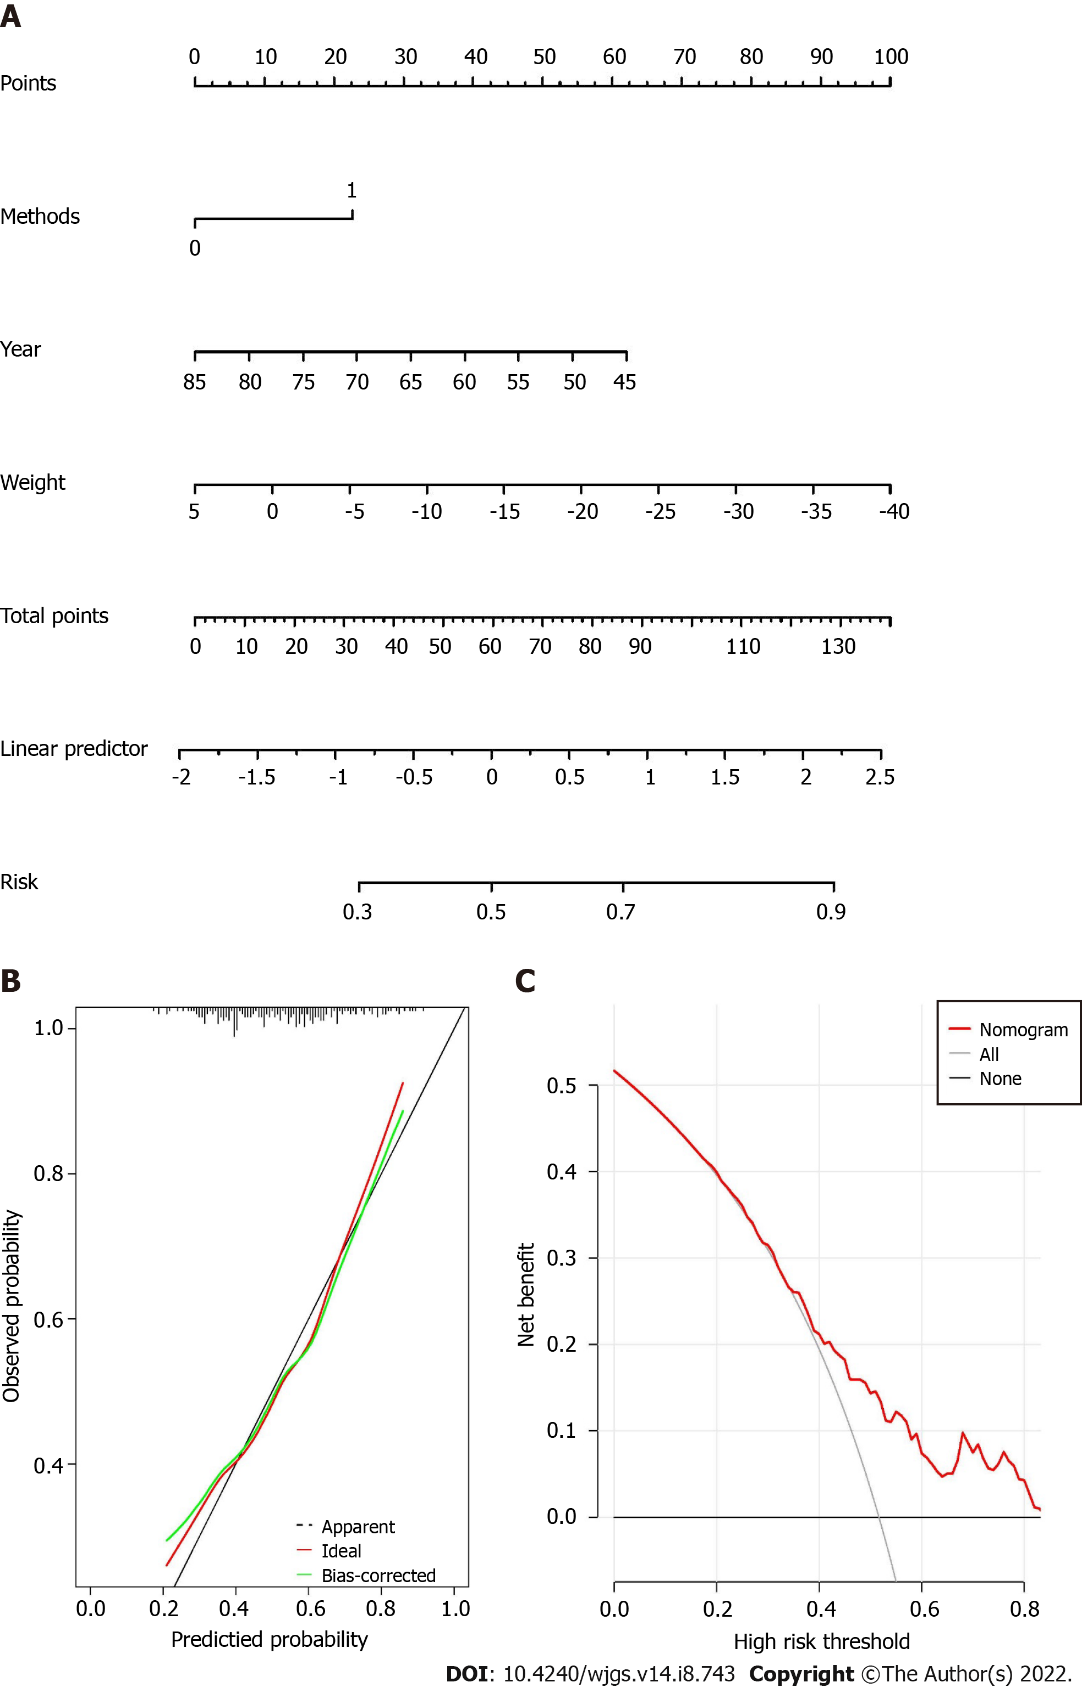 A
0 10 20 30 40 50 60 70 80 90 100
Points
1
Methods
0
Year
85 80 75 70 65 60 55 50 45
Weight
5 0 -5 -10 -15 -20 -25 -30 -35 -40
Total points
0 10 20 30 40 50 60 70 80 90 110 130
Linear predictor
-2 -1.5 -1 -0.5 0 0.5 1 1.5 2 2.5
Risk
0.3 0.5 0.7 0.9
B
1.0
0.8
0.6
0.4
Observed probability
Apparent
Ideal
Bias-corrected
0.0 0.2 0.4 0.6 0.8 1.0
Predictied probability
C
Nomogram
All
None
0.5
0.4
0.3
0.2
0.1
0.0
Net benefit
0.0 0.2 0.4 0.6 0.8
High risk threshold
DOI: 10.4240/wjgs.v14.i8.743 Copyright ©The Author(s) 2022.